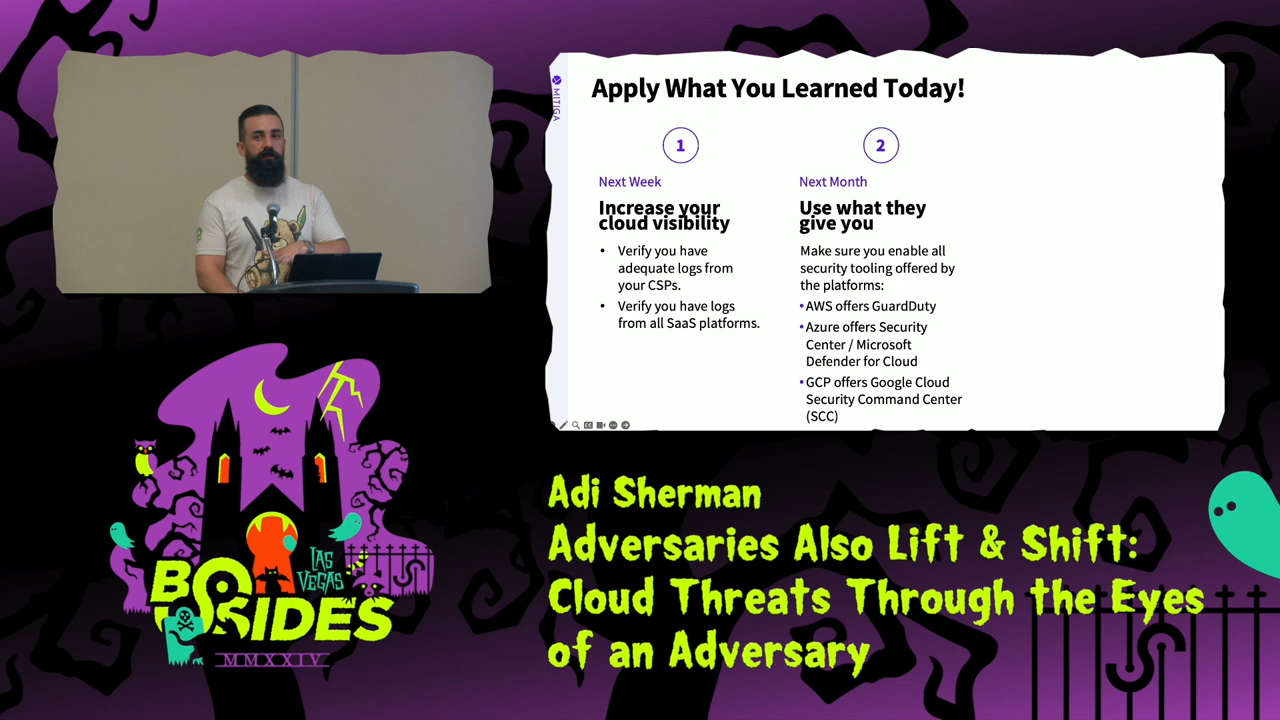 MITIGA
Apply What You Learned Today!
1
Next Week
Increase your
cloud visibility
• Verify you have
adequate logs from
your CSPs.
• Verify you have logs
from all SaaS platforms.
2
Next Month
Use what they
give you
Make sure you enable all
security tooling offered by
the platforms:
• AWS offers GuardDuty
• Azure offers Security
Center / Microsoft
Defender for Cloud
• GCP offers Google Cloud
Security Command Center
(SCC)
LAS
VEGAS
BSIDES
MMXXIV
Adi Sherman
Adversaries Also Lift & Shift:
Cloud Threats Through the Eyes
of an Adversary